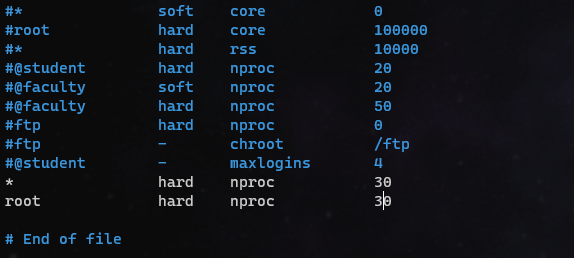 #*               soft    core            0
#root            hard    core            100000
#*               hard    rss             10000
#@student        hard    nproc           20
#@faculty        soft    nproc           20
#@faculty        hard    nproc           50
#ftp             hard    nproc           0
#ftp             -       chroot          /ftp
#@student        -       maxlogins       4
*                hard    nproc           30
root             hard    nproc           30
# End of file